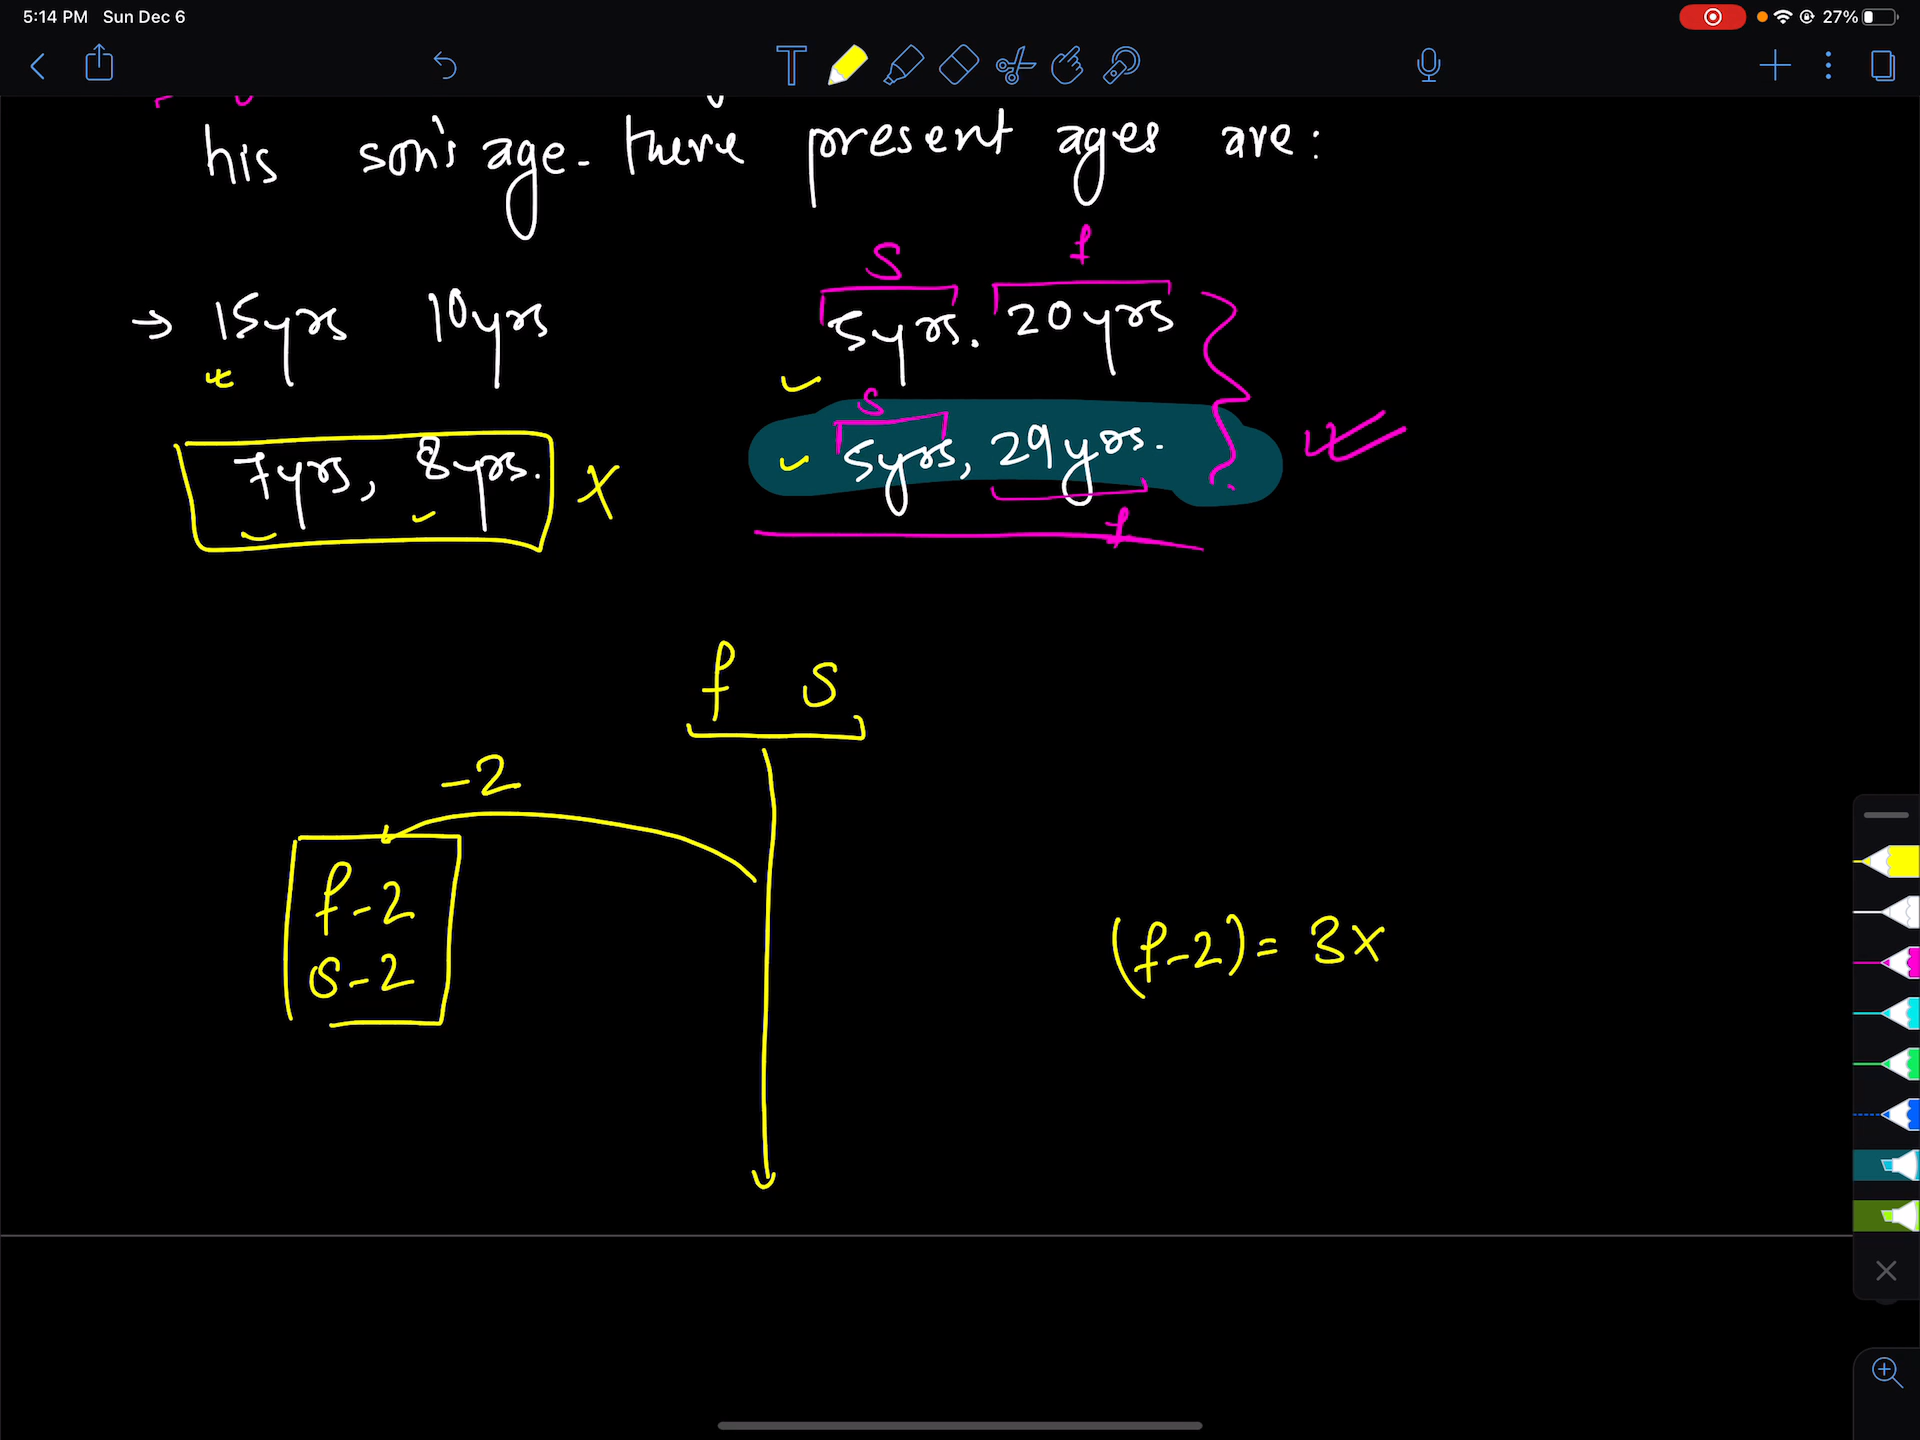 5:14 PM Sun Dec 6
27%
T
his son's age. there present ages are:
S f
→ 15yrs 10yrs 5yrs. 20yrs
S
7yrs, 8yrs. X 5yrs, 29yrs.
f
f s
-2
f-2
s-2
(f-2)= 3x